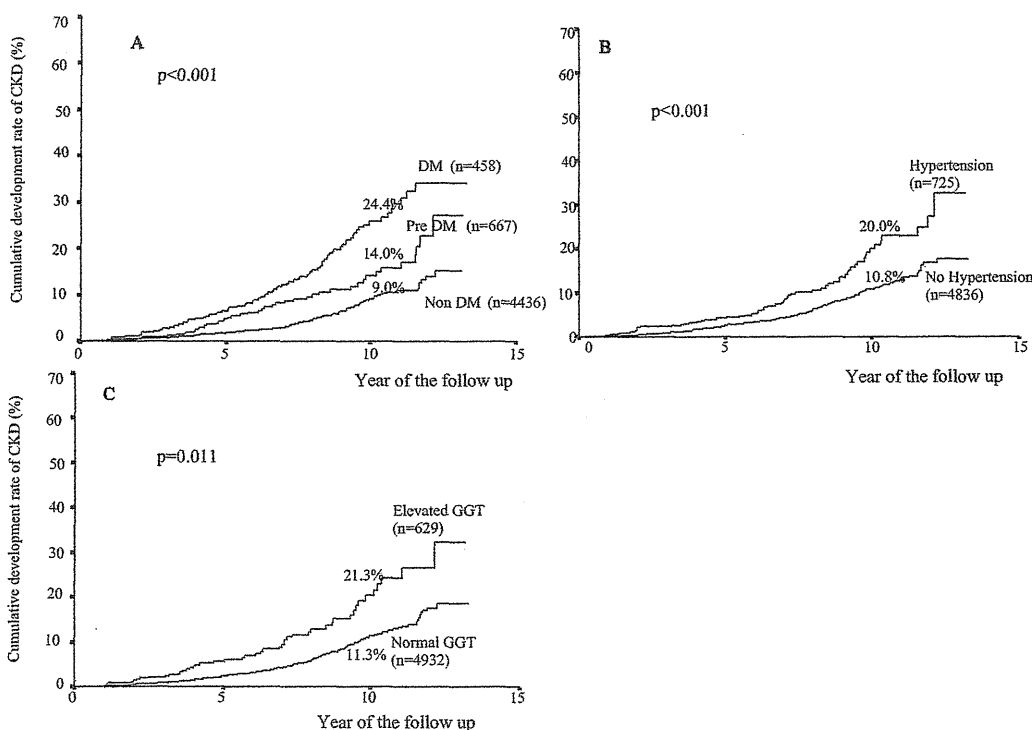 Cumulative development rate of CKD (%)
70
60
50
40
30
20
10
0
A
p<0.001
DM (n=458)
24.4%
Pre DM (n=667)
14.0%
9.0%
Non DM (n=4436)
0
5
10
15
Year of the follow up
70
60
50
40
30
20
10
0
B
p<0.001
Hypertension
(n=725)
20.0%
10.8%
No Hypertension
(n=4836)
0
5
10
15
Year of the follow up
Cumulative development rate of CKD (%)
70
60
50
40
30
20
10
0
C
p=0.011
Elevated GGT
(n=629)
21.3%
Normal GGT
11.3%
(n=4932)
0
5
10
15
Year of the follow up